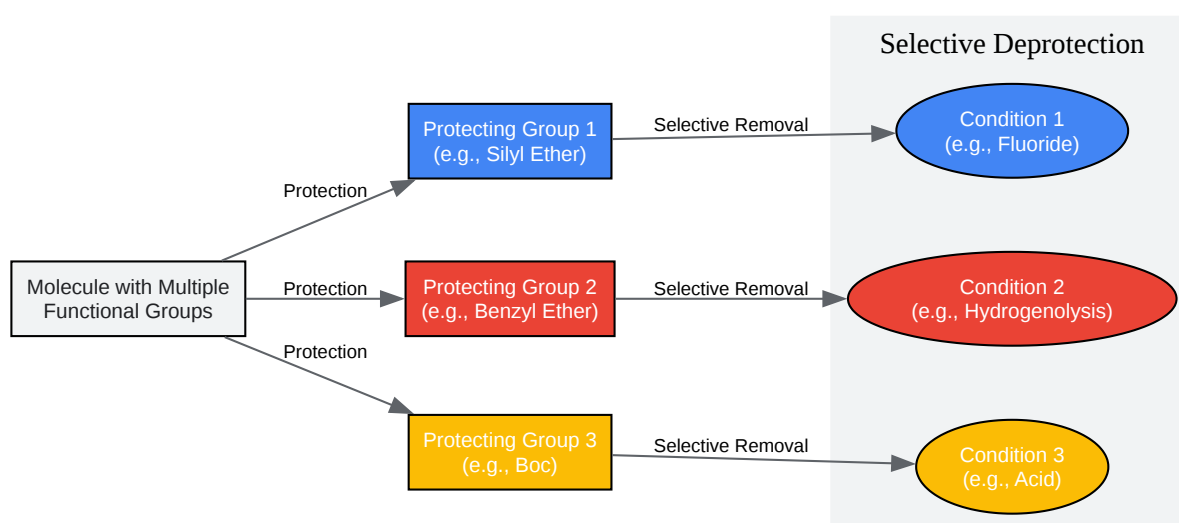 Selective Deprotection
Protecting Group 1
(e.g., Silyl Ether)
Selective Removal
Condition 1
(e.g., Fluoride)
Protection
Molecule with Multiple
Functional Groups
Protection
Protecting Group 2
(e.g., Benzyl Ether)
Selective Removal
Condition 2
(e.g., Hydrogenolysis)
Protection
Protecting Group 3
(e.g., Boc)
Selective Removal
Condition 3
(e.g., Acid)